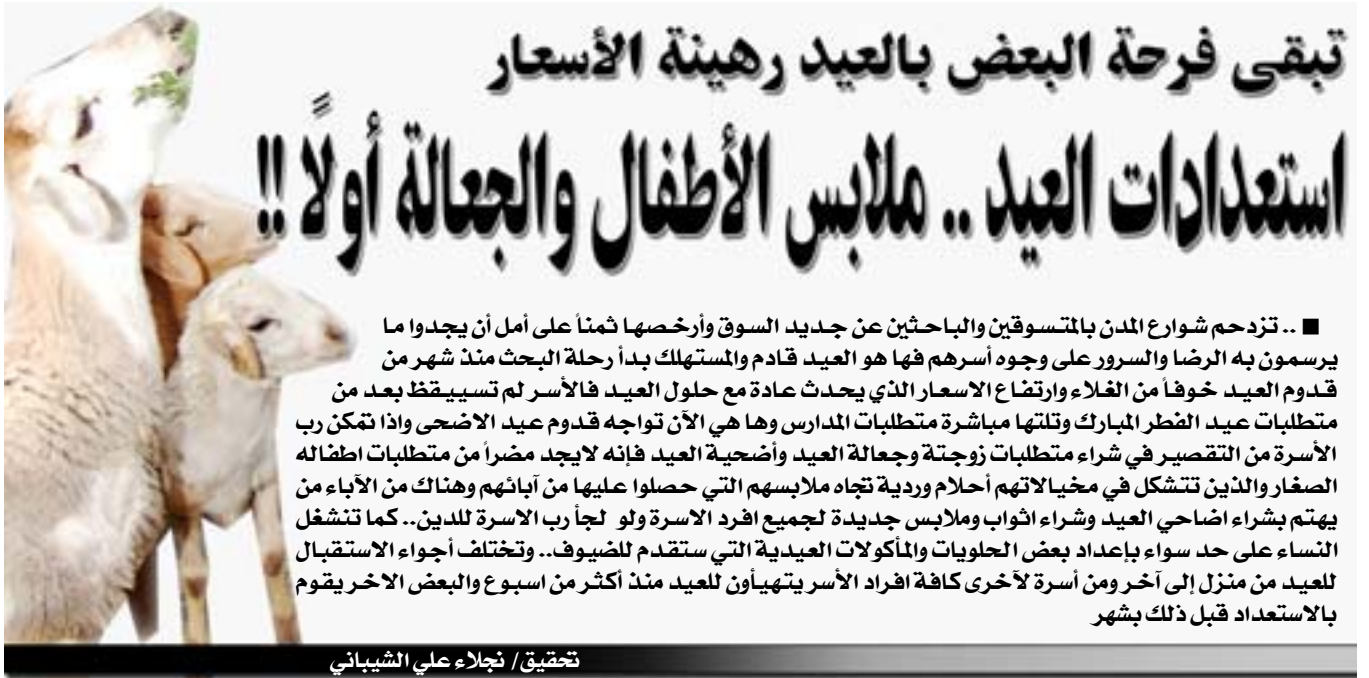 تبقى فرحة البعض بالعيد رهينة الأسعار
استعدادات العيد .. ملابس الأطفال والجعالة أولًا !!
■ .. تزدحم شوارع المدن بالمتسوقين والباحثين عن جديد السوق وأرخصها ثمناً على أمل أن يجدوا ما
يرسمون به الرضا والسرور على وجوه أسرهم فها هو العيد قادم والمستهلك بدأ رحلة البحث منذ شهر من
قدوم العيد خوفاً من الغلاء وارتفاع الاسعار الذي يحدث عادة مع حلول العيد فالأسر لم تسييقظ بعد من
متطلبات عيد الفطر المبارك وتلتها مباشرة متطلبات المدارس وها هي الآن تواجه قدوم عيد الاضحى واذا تمكن رب
الأسرة من التقصير في شراء متطلبات زوجتة وجعالة العيد وأضحية العيد فإنه لايجد مضراً من متطلبات اطفاله
الصغار والذين تتشكل في مخيالاتهم أحلام وردية تجاه ملابسهم التي حصلوا عليها من آبائهم وهناك من الآباء من
يهتم بشراء اضاحي العيد وشراء اثواب وملابس جديدة لجميع افرد الاسرة ولو لجأ رب الاسرة للدين.. كما تنشغل
النساء على حد سواء بإعداد بعض الحلويات والمأكولات العيدية التي ستقدم للضيوف.. وتختلف أجواء الاستقبال
للعيد من منزل إلى آخر ومن أسرة لآخرى كافة افراد الأسر يتهيأون للعيد منذ أكثر من اسبوع والبعض الاخر يقوم
بالاستعداد قبل ذلك بشهر
تحقيق/ نجلاء علي الشيباني